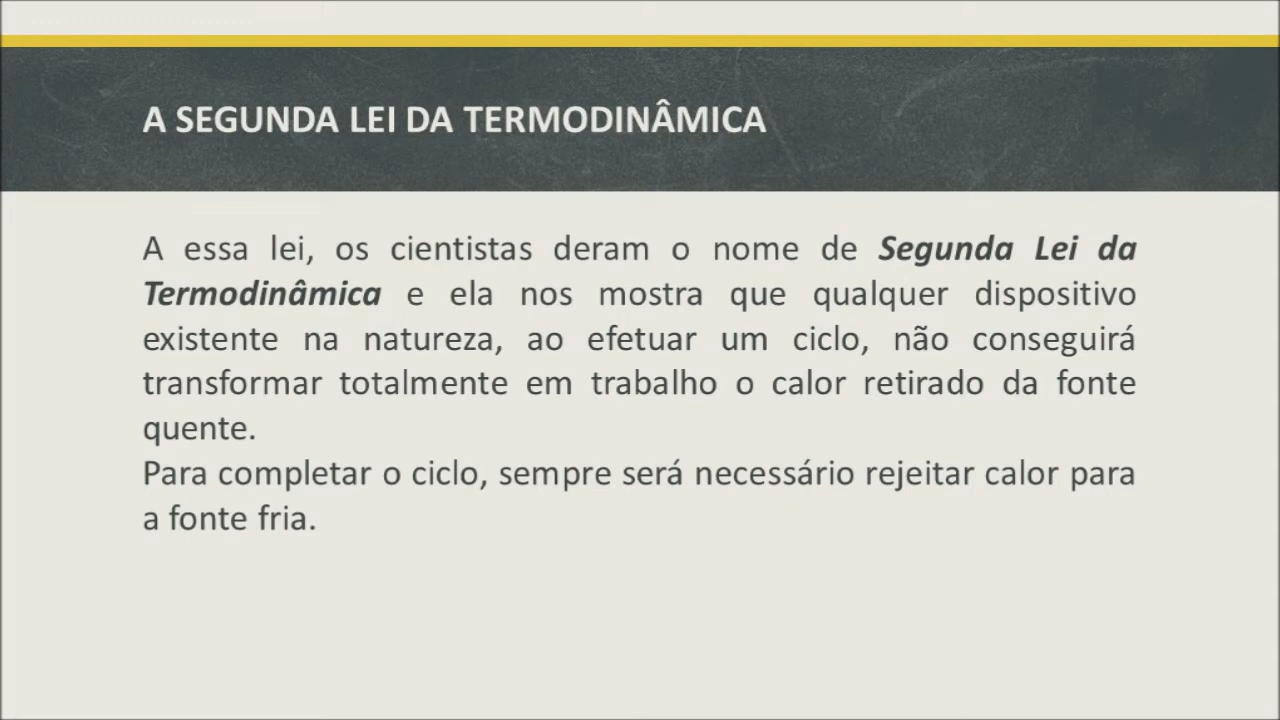 A SEGUNDA LEI DA TERMODINÂMICA
A essa lei, os cientistas deram o nome de Segunda Lei da
Termodinâmica e ela nos mostra que qualquer dispositivo
existente na natureza, ao efetuar um ciclo, não conseguirá
transformar totalmente em trabalho o calor retirado da fonte
quente.
Para completar o ciclo, sempre será necessário rejeitar calor para
a fonte fria.